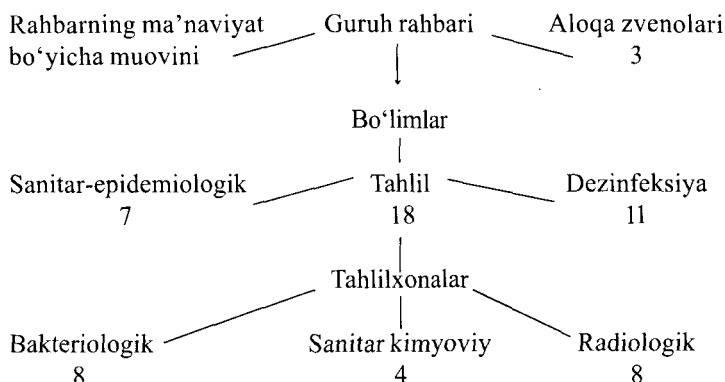 Rahbarning ma’naviyat Guruh rahbari Aloqa zvenolari
bo‘yicha muovini 3
Bo‘limlar
Sanitar-epidemiologik Tahlil Dezinfeksiya
7 18 11
Tahlilxonalar
Bakteriologik Sanitar kimyoviy Radiologik
8 4 8